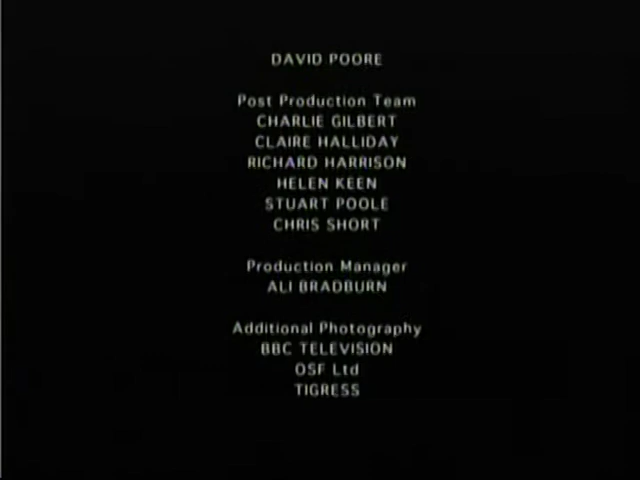 DAVID POORE
Post Production Team
CHARLIE GILBERT
CLAIRE HALLIDAY
RICHARD HARRISON
HELEN KEEN
STUART POOLE
CHRIS SHORT
Production Manager
ALI BRADBURN
Additional Photography
BBC TELEVISION
OSF Ltd
TIGRESS